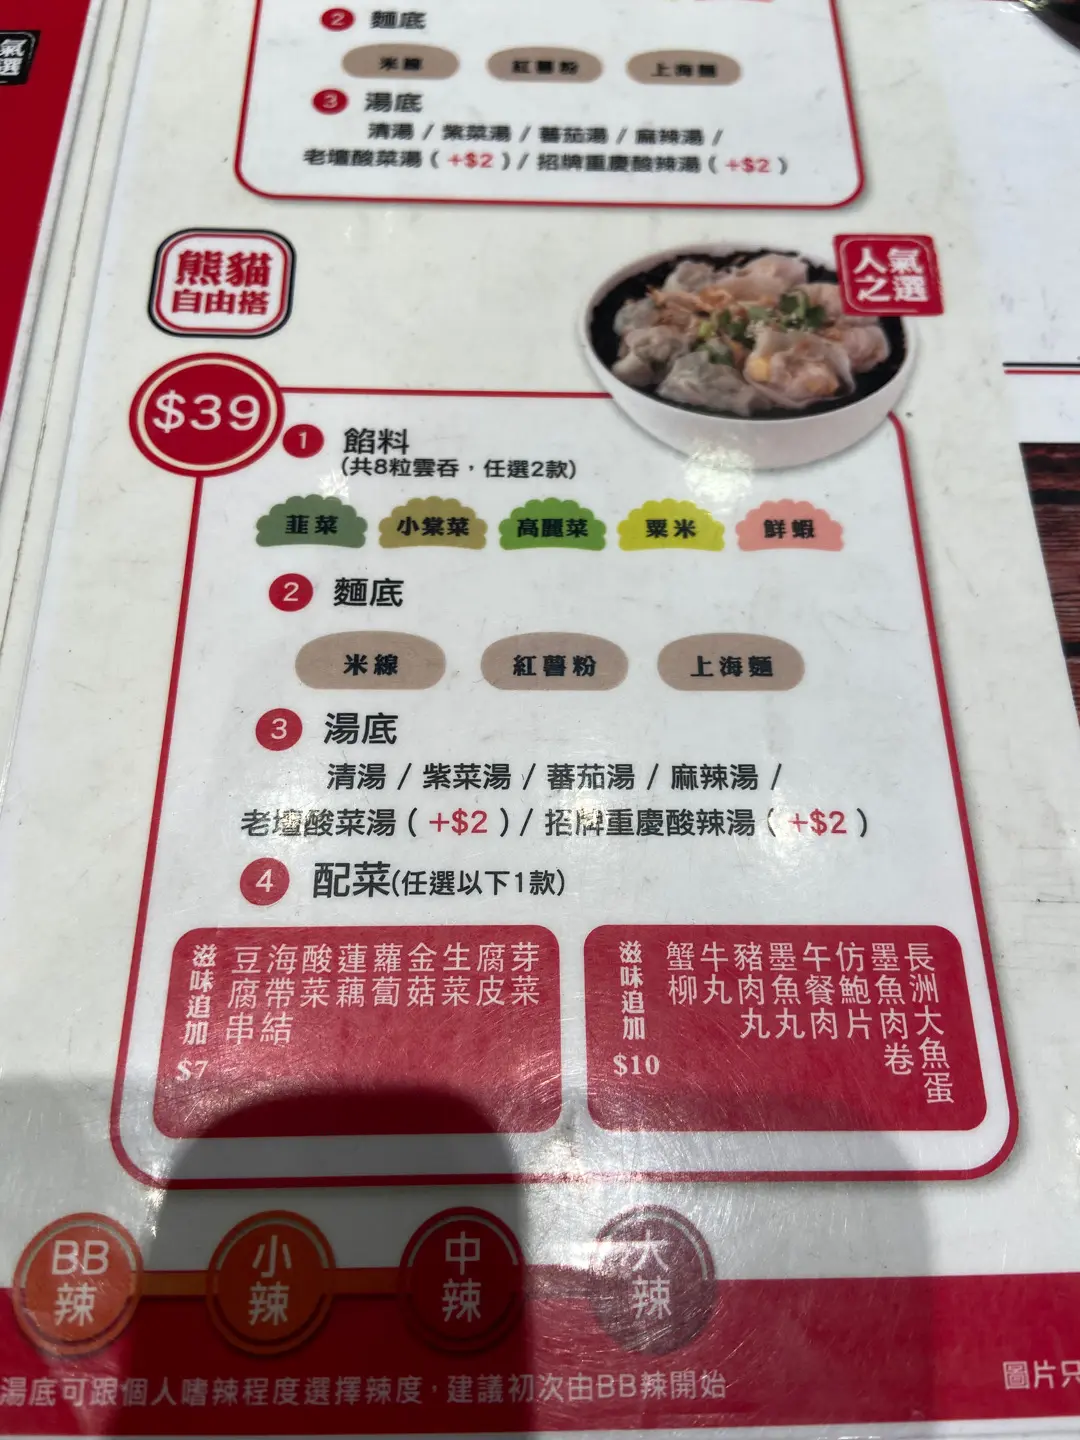 氣
選
2 麵底
米線 紅薯粉 上海麵
3 湯底
清湯 / 紫菜湯 / 蕃茄湯 / 麻辣湯 /
老壇酸菜湯 ( +$2 ) / 招牌重慶酸辣湯 ( +$2 )
熊貓
自由搭
人氣
之選
$39
1 餡料
(共8粒雲吞，任選2款)
韮菜 小棠菜 高麗菜 粟米 鮮蝦
2 麵底
米線 紅薯粉 上海麵
3 湯底
清湯 / 紫菜湯 / 蕃茄湯 / 麻辣湯 /
老壇酸菜湯 ( +$2 ) / 招牌重慶酸辣湯 ( +$2 )
4 配菜(任選以下1款)
滋味追加 $7
豆腐串
海帶結
酸菜
蓮藕
蘿蔔
金菇
生菜
腐皮
芽菜
滋味追加 $10
蟹柳
牛丸
豬肉丸
墨魚丸
午餐肉
仿鮑片
墨魚肉卷
長洲大魚蛋
BB辣
小辣
中辣
大辣
湯底可跟個人嗜辣程度選擇辣度，建議初次由BB辣開始
圖片只